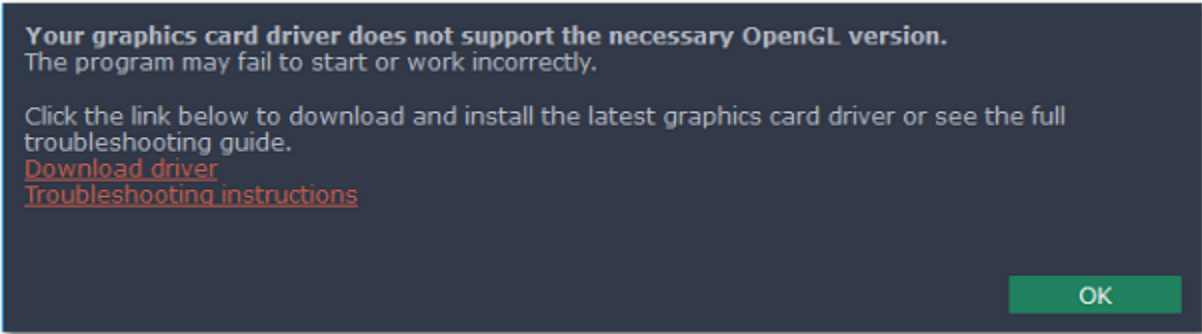 Your graphics card driver does not support the necessary OpenGL version.
The program may fail to start or work incorrectly.
Click the link below to download and install the latest graphics card driver or see the full
troubleshooting guide.
Download driver
Troubleshooting instructions
OK